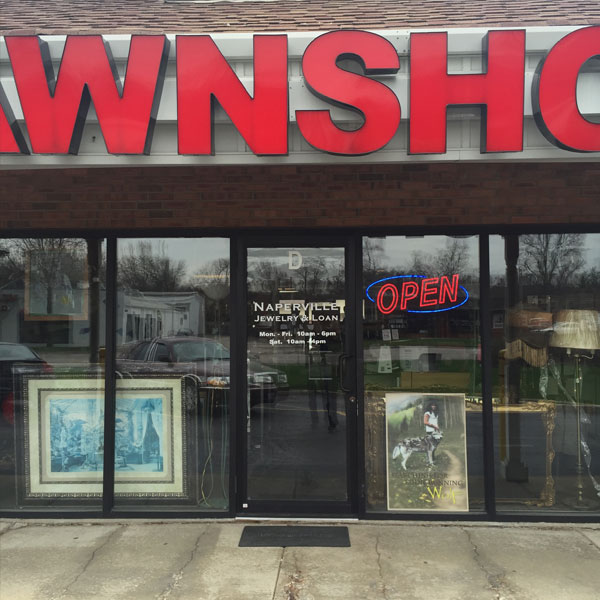 AWNSHO
D
NAPERVILLE
JEWELRY & LOAN
Mon. - Fri. 10am - 6pm
Sat. 10am - 4pm
OPEN